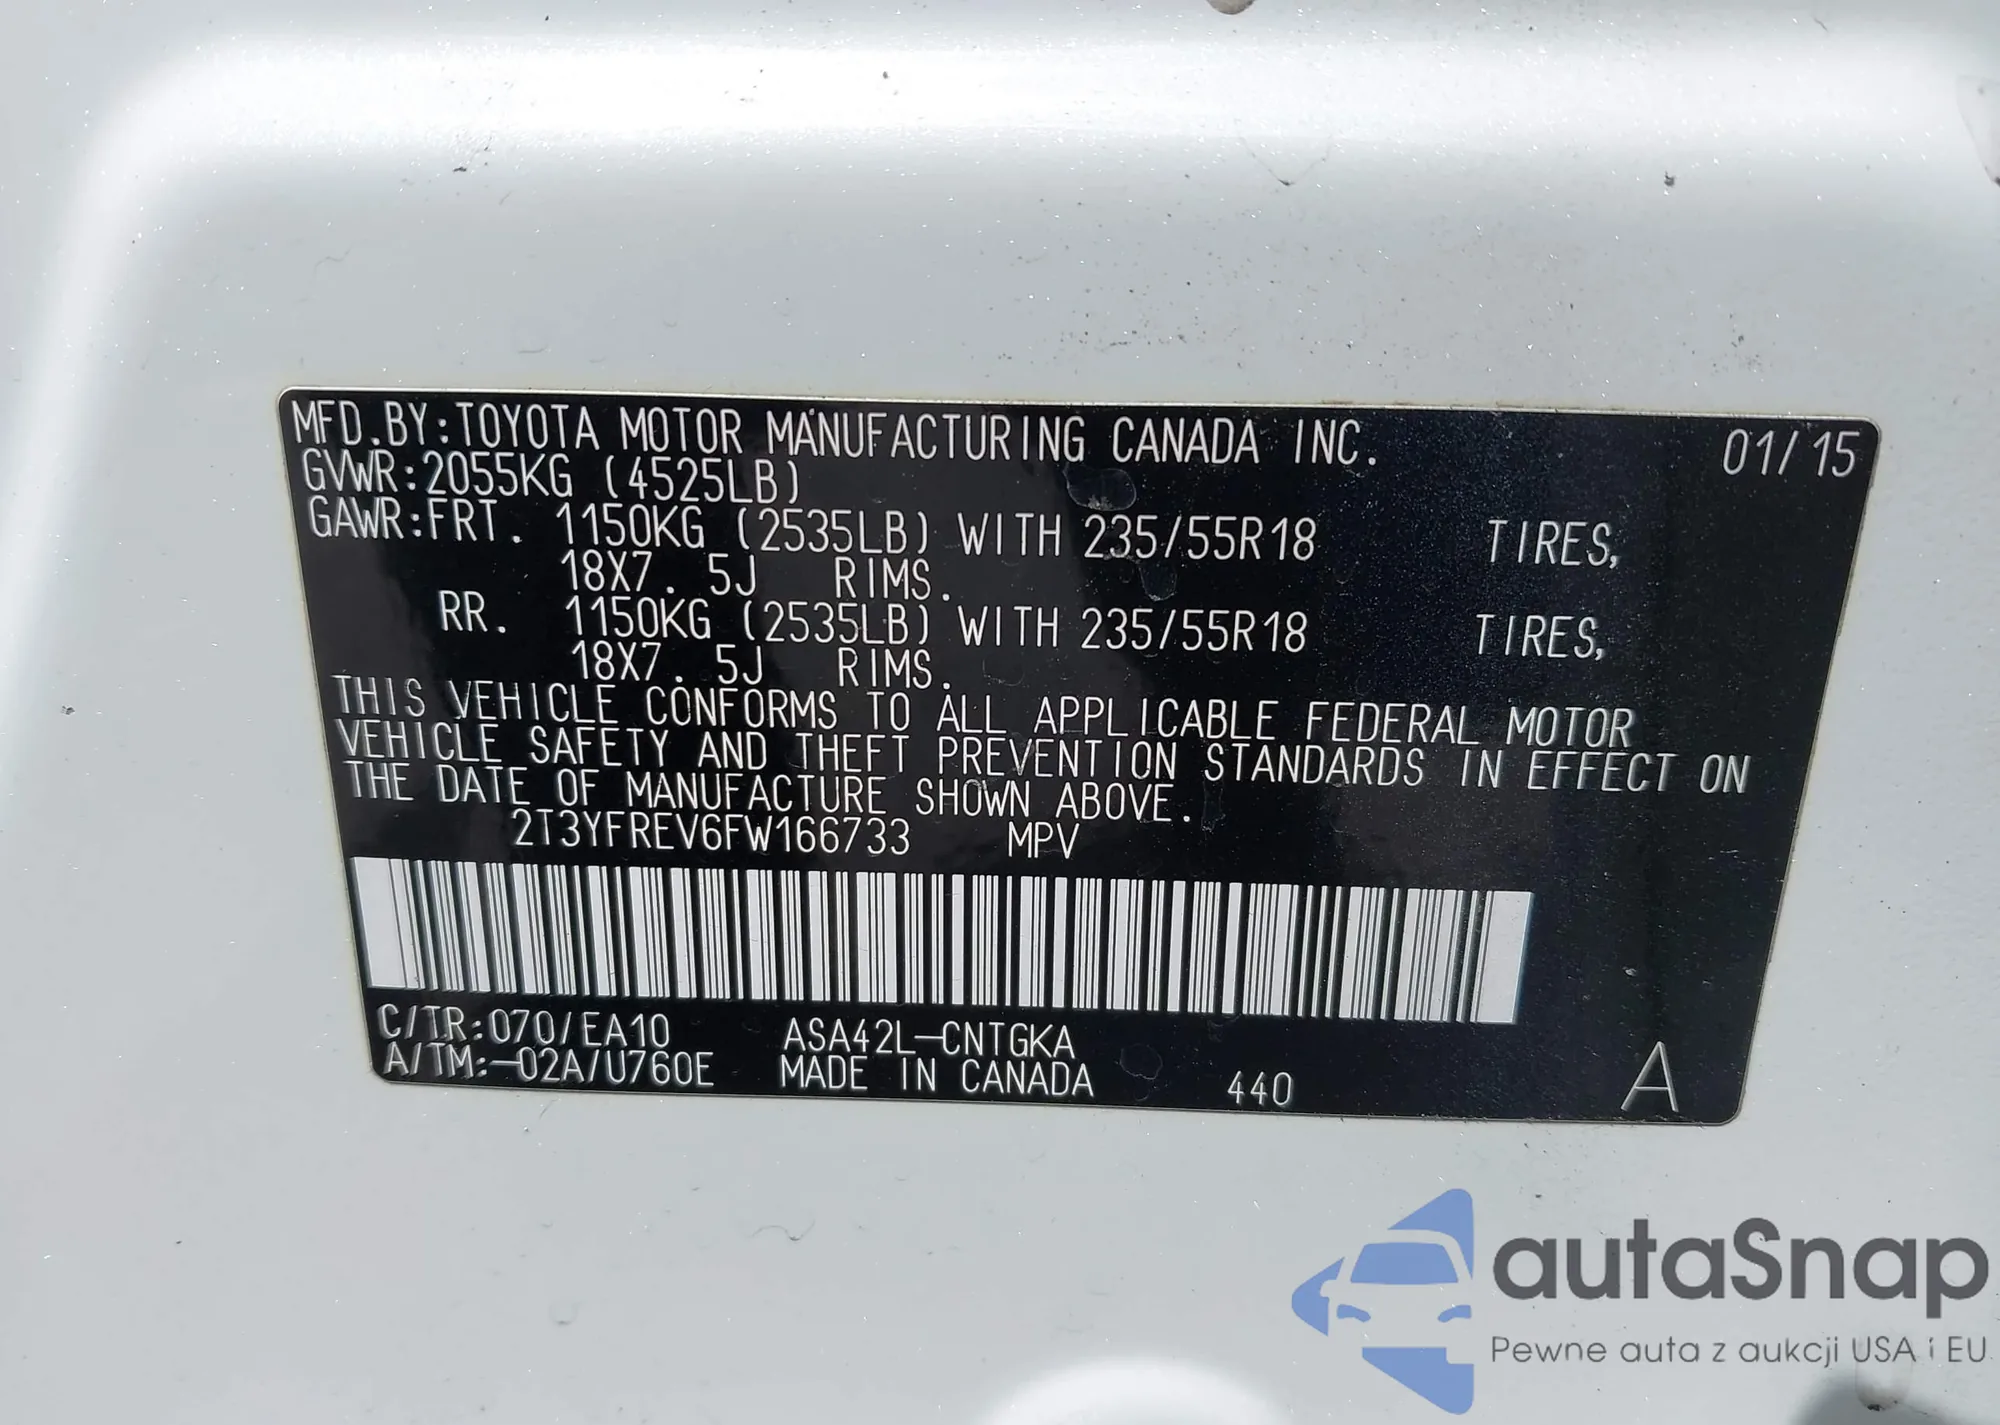 MFD.BY:TOYOTA MOTOR MANUFACTURING CANADA INC. 01/15
GVWR:2055KG (4525LB)
GAWR:FRT. 1150KG (2535LB) WITH 235/55R18 TIRES,
18X7.5J RIMS.
RR. 1150KG (2535LB) WITH 235/55R18 TIRES,
18X7.5J RIMS.
THIS VEHICLE CONFORMS TO ALL APPLICABLE FEDERAL MOTOR
VEHICLE SAFETY AND THEFT PREVENTION STANDARDS IN EFFECT ON
THE DATE OF MANUFACTURE SHOWN ABOVE.
2T3YFREV6FW166733 MPV
C/TR:070/EA10 ASA42L-CNTGKA
A/TM:-02A/U760E MADE IN CANADA 440 A
autaSnap
Pewne auta z aukcji USA i EU